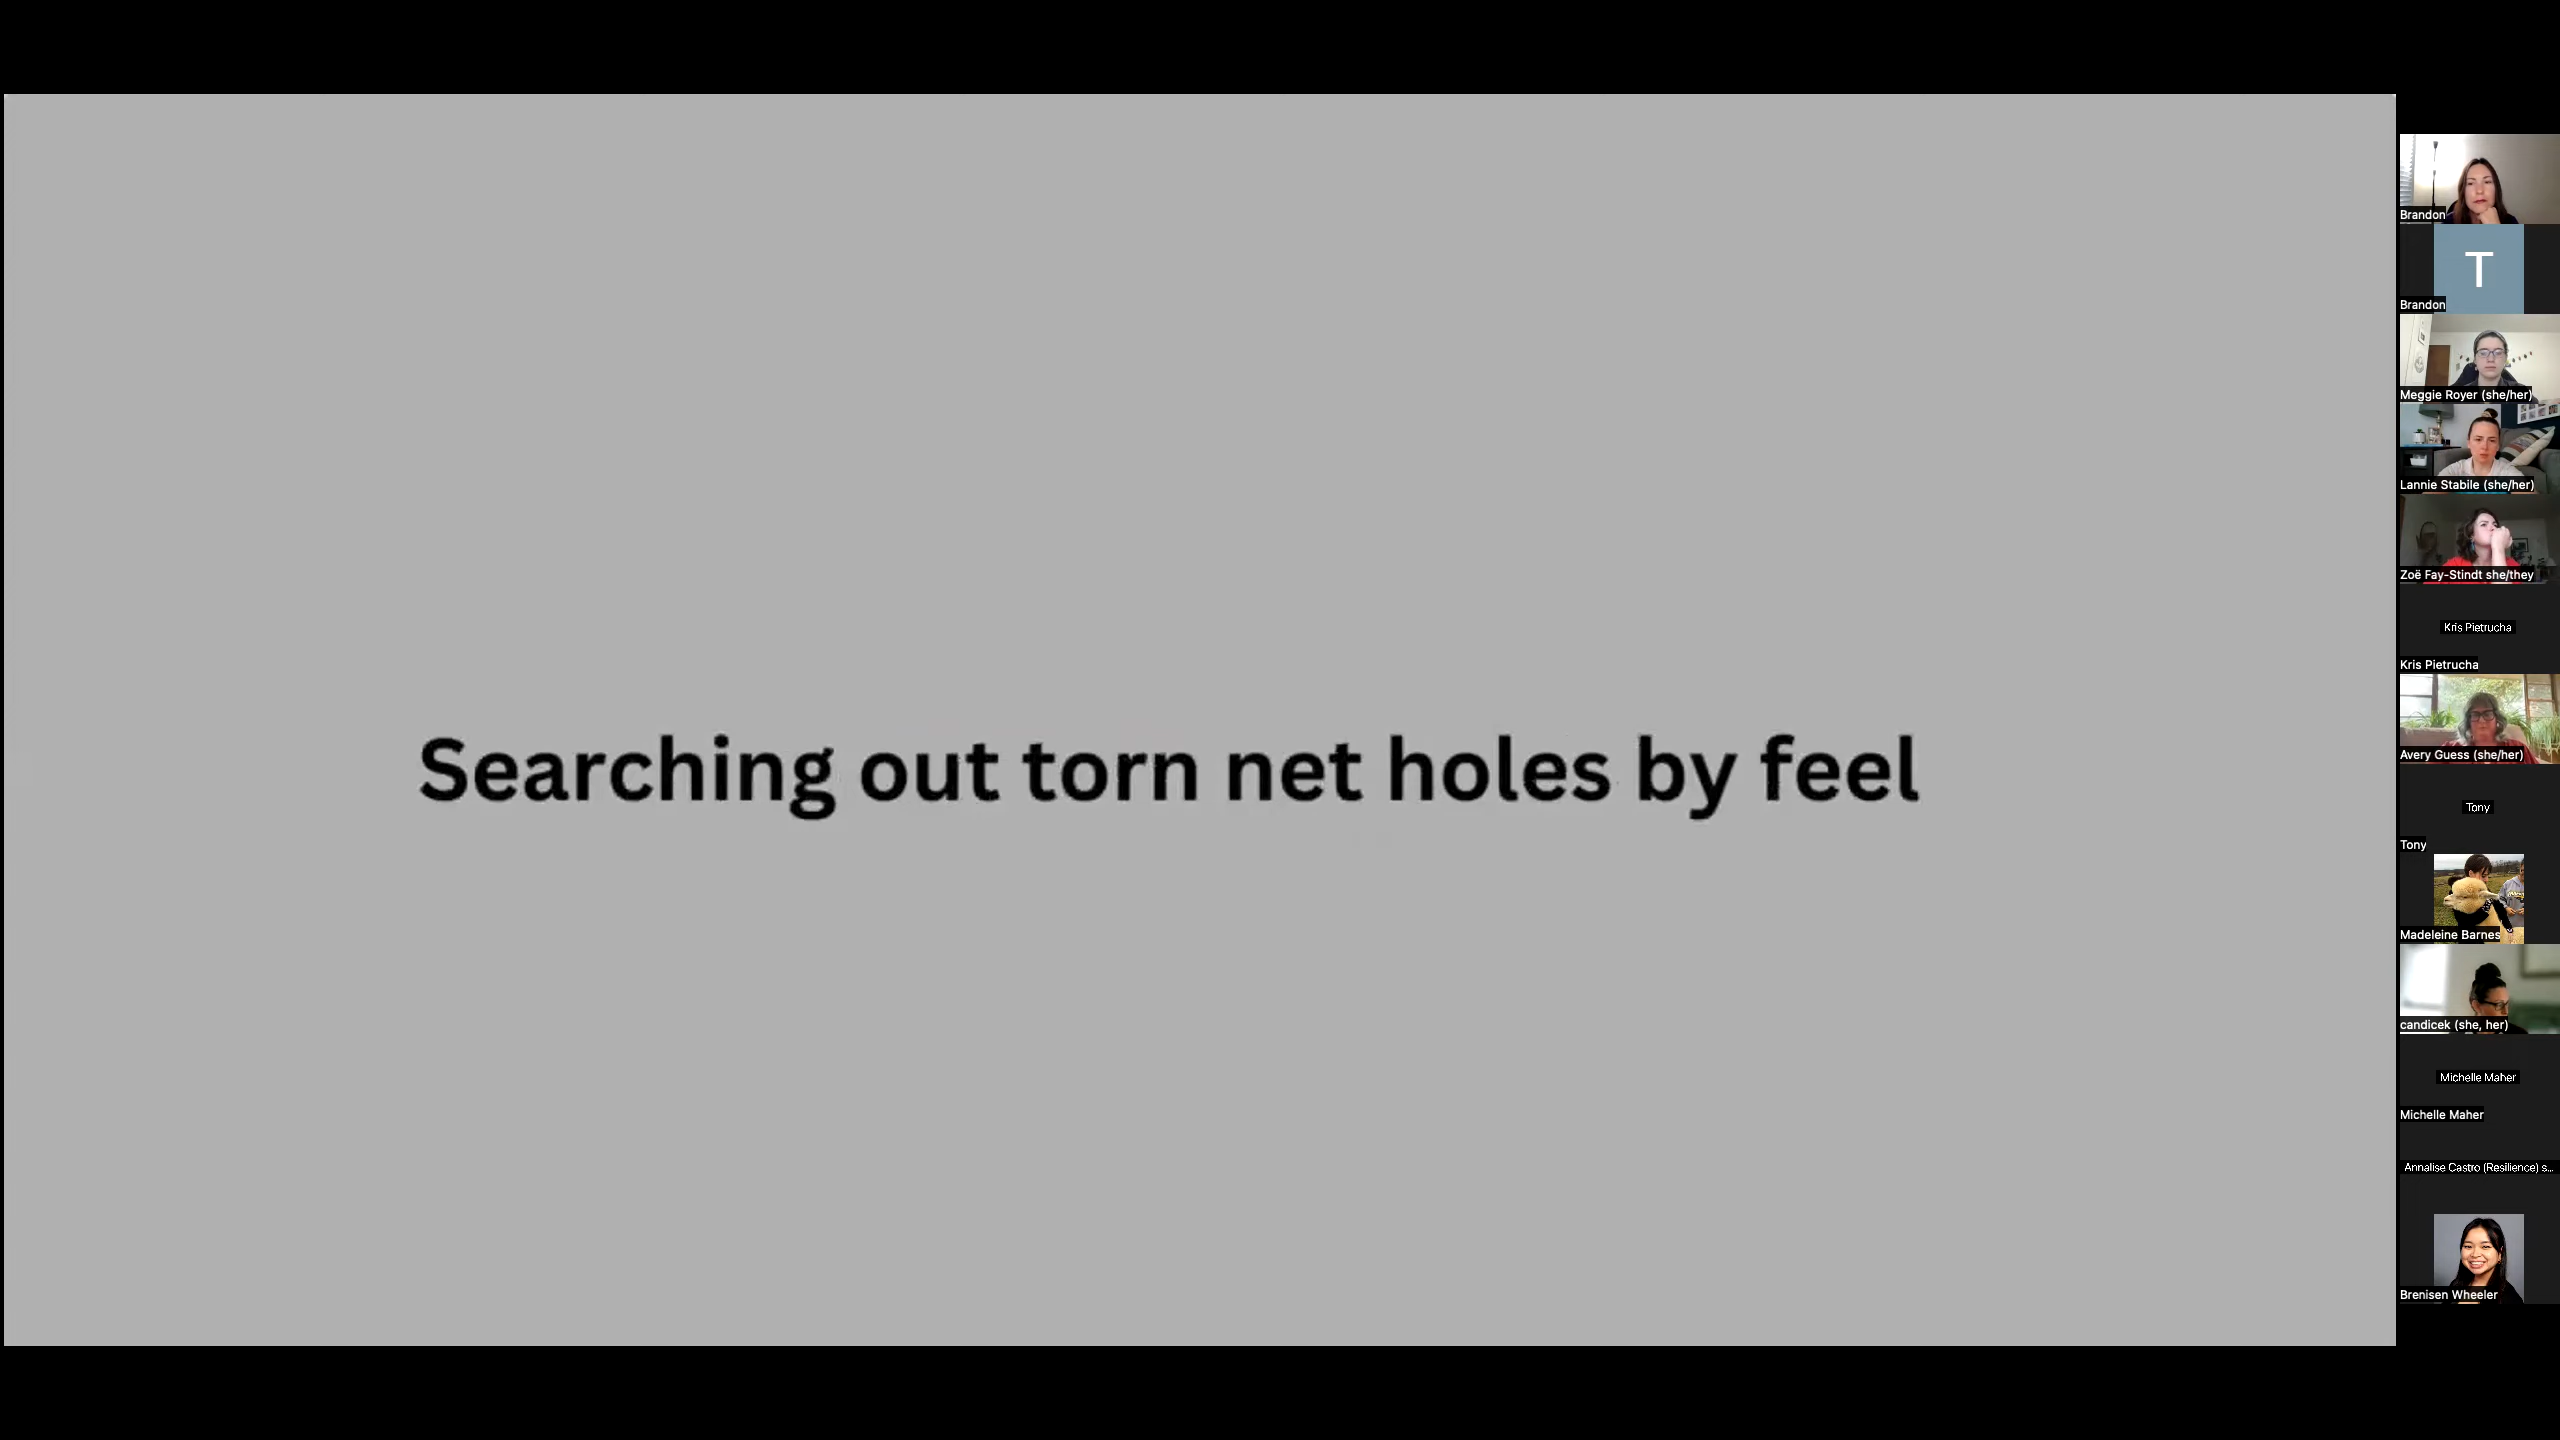 Searching out torn net holes by feel
Brandon
T
Brandon
Meggie Royer (she/her)
Lannie Stabile (she/her)
Zoë Fay-Stindt she/they
Kris Pietrucha
Kris Pietrucha
Avery Guess (she/her)
Tony
Tony
Madeleine Barnes
candicek (she, her)
Michelle Maher
Michelle Maher
Annalise Castro (Resilience) s...
Brenisen Wheeler